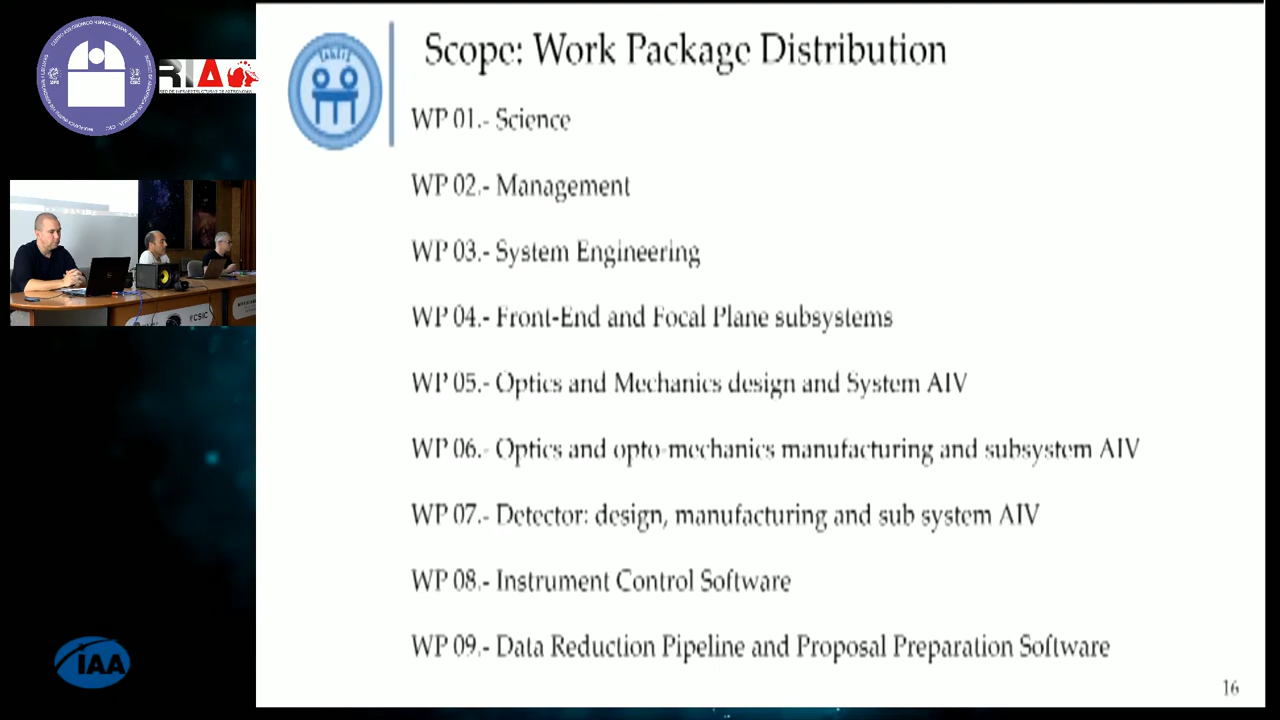 Scope: Work Package Distribution
WP 01.- Science
WP 02.- Management
WP 03.- System Engineering
WP 04.- Front-End and Focal Plane subsystems
WP 05.- Optics and Mechanics design and System AIV
WP 06.- Optics and opto-mechanics manufacturing and subsystem AIV
WP 07.- Detector: design, manufacturing and sub system AIV
WP 08.- Instrument Control Software
WP 09.- Data Reduction Pipeline and Proposal Preparation Software
16
RIA
CSIC
IAA